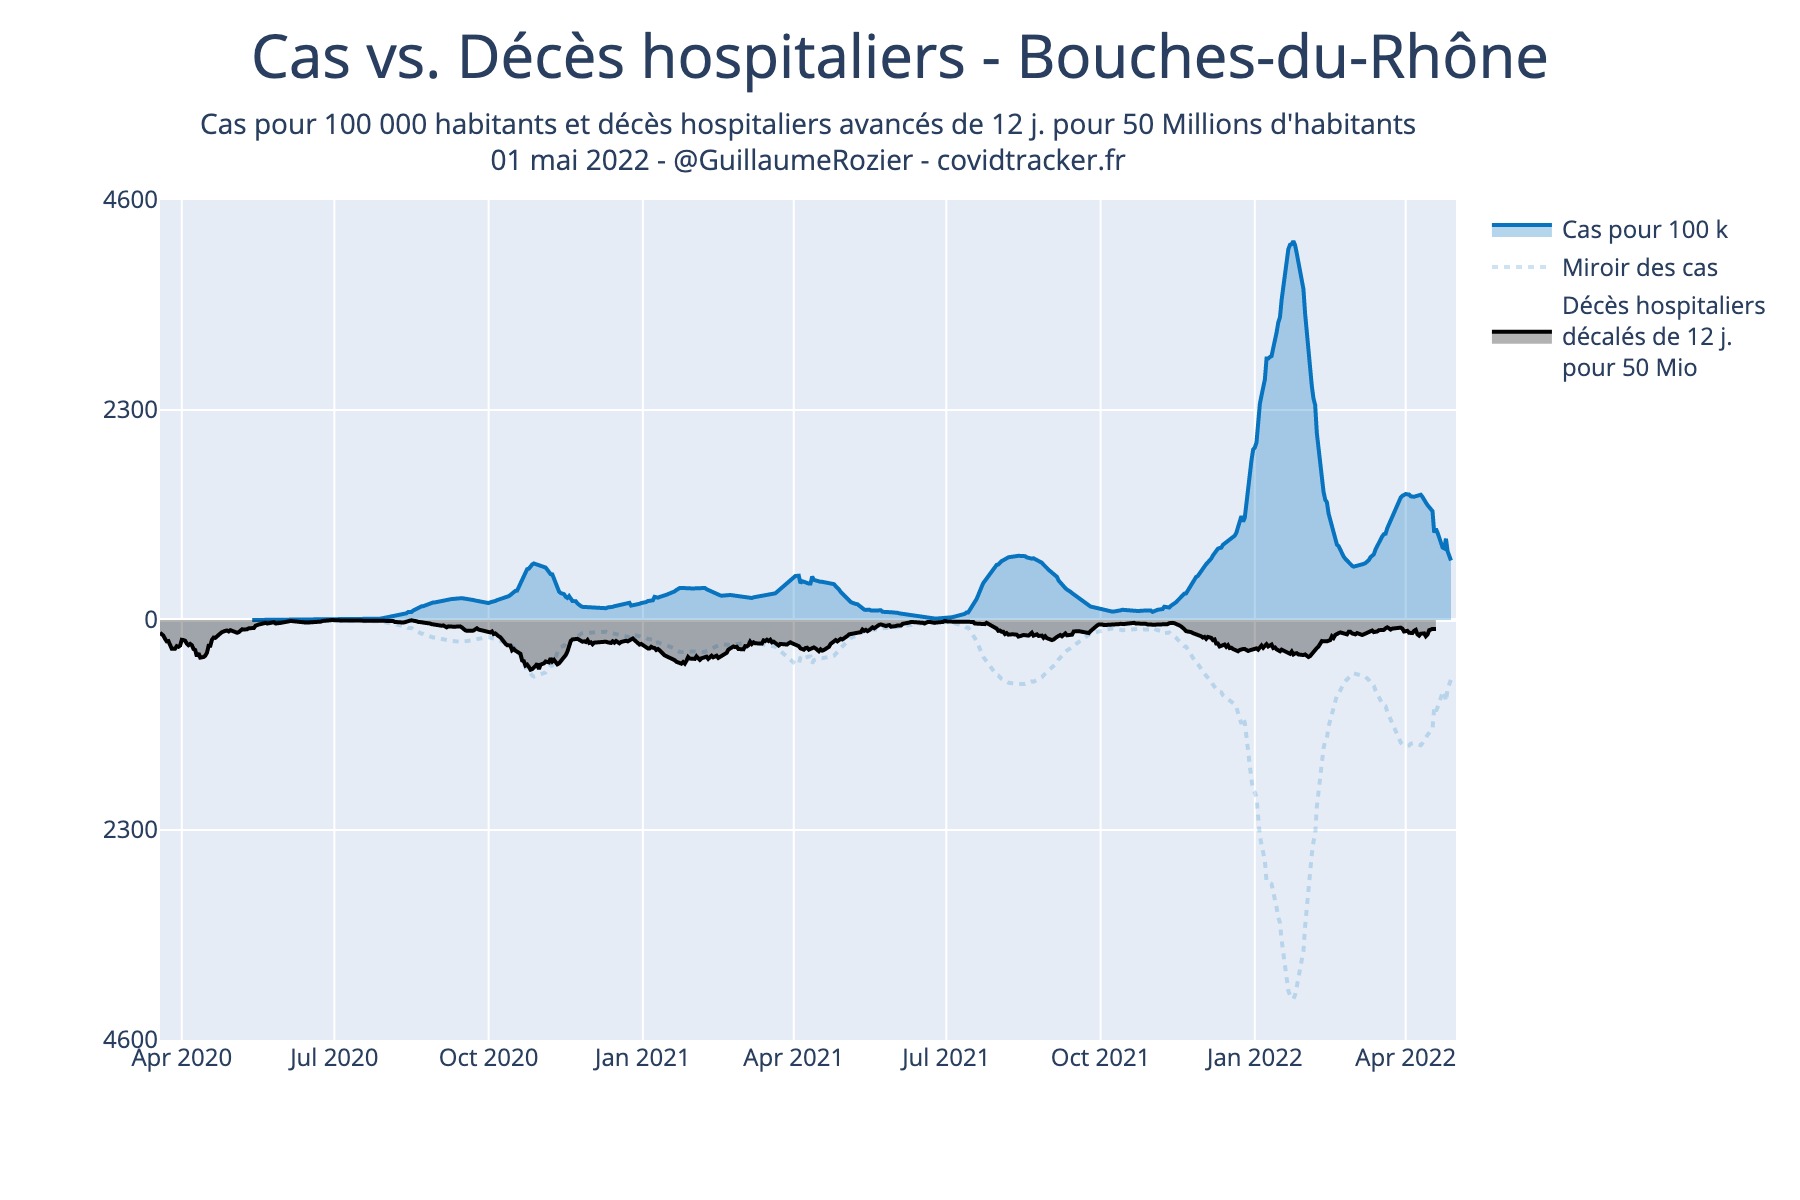 Cas vs. Décès hospitaliers - Bouches-du-Rhône
Cas pour 100 000 habitants et décès hospitaliers avancés de 12 j. pour 50 Millions d'habitants
01 mai 2022 - @GuillaumeRozier - covidtracker.fr
4600
2300
0
2300
4600
Apr 2020
Jul 2020
Oct 2020
Jan 2021
Apr 2021
Jul 2021
Oct 2021
Jan 2022
Apr 2022
Cas pour 100 k
Miroir des cas
Décès hospitaliers
décalés de 12 j.
pour 50 Mio